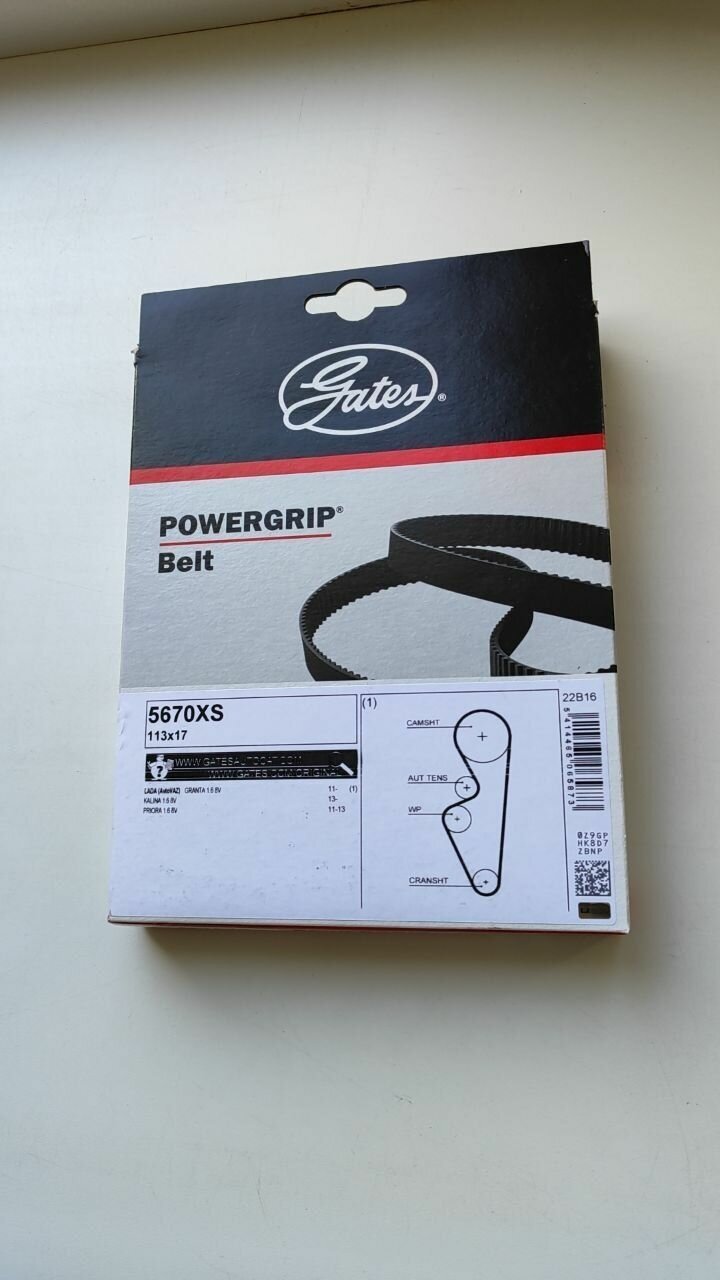 Gates®
POWERGRIP®
Belt
5670XS
113x17
WWW.GATESAUTOCAT.COM
WWW.GATES.COM/ORIGINAL
LADA (AutoVAZ) GRANTA 1.6 8V 11- (1)
KALINA 1.6 8V 13-
PRIORA 1.6 8V 11-13
(1)
CAMSHT
AUT TENS
WP
CRANSHT
22B16
5414465065873
0Z9GP
HK8D7
ZBNP